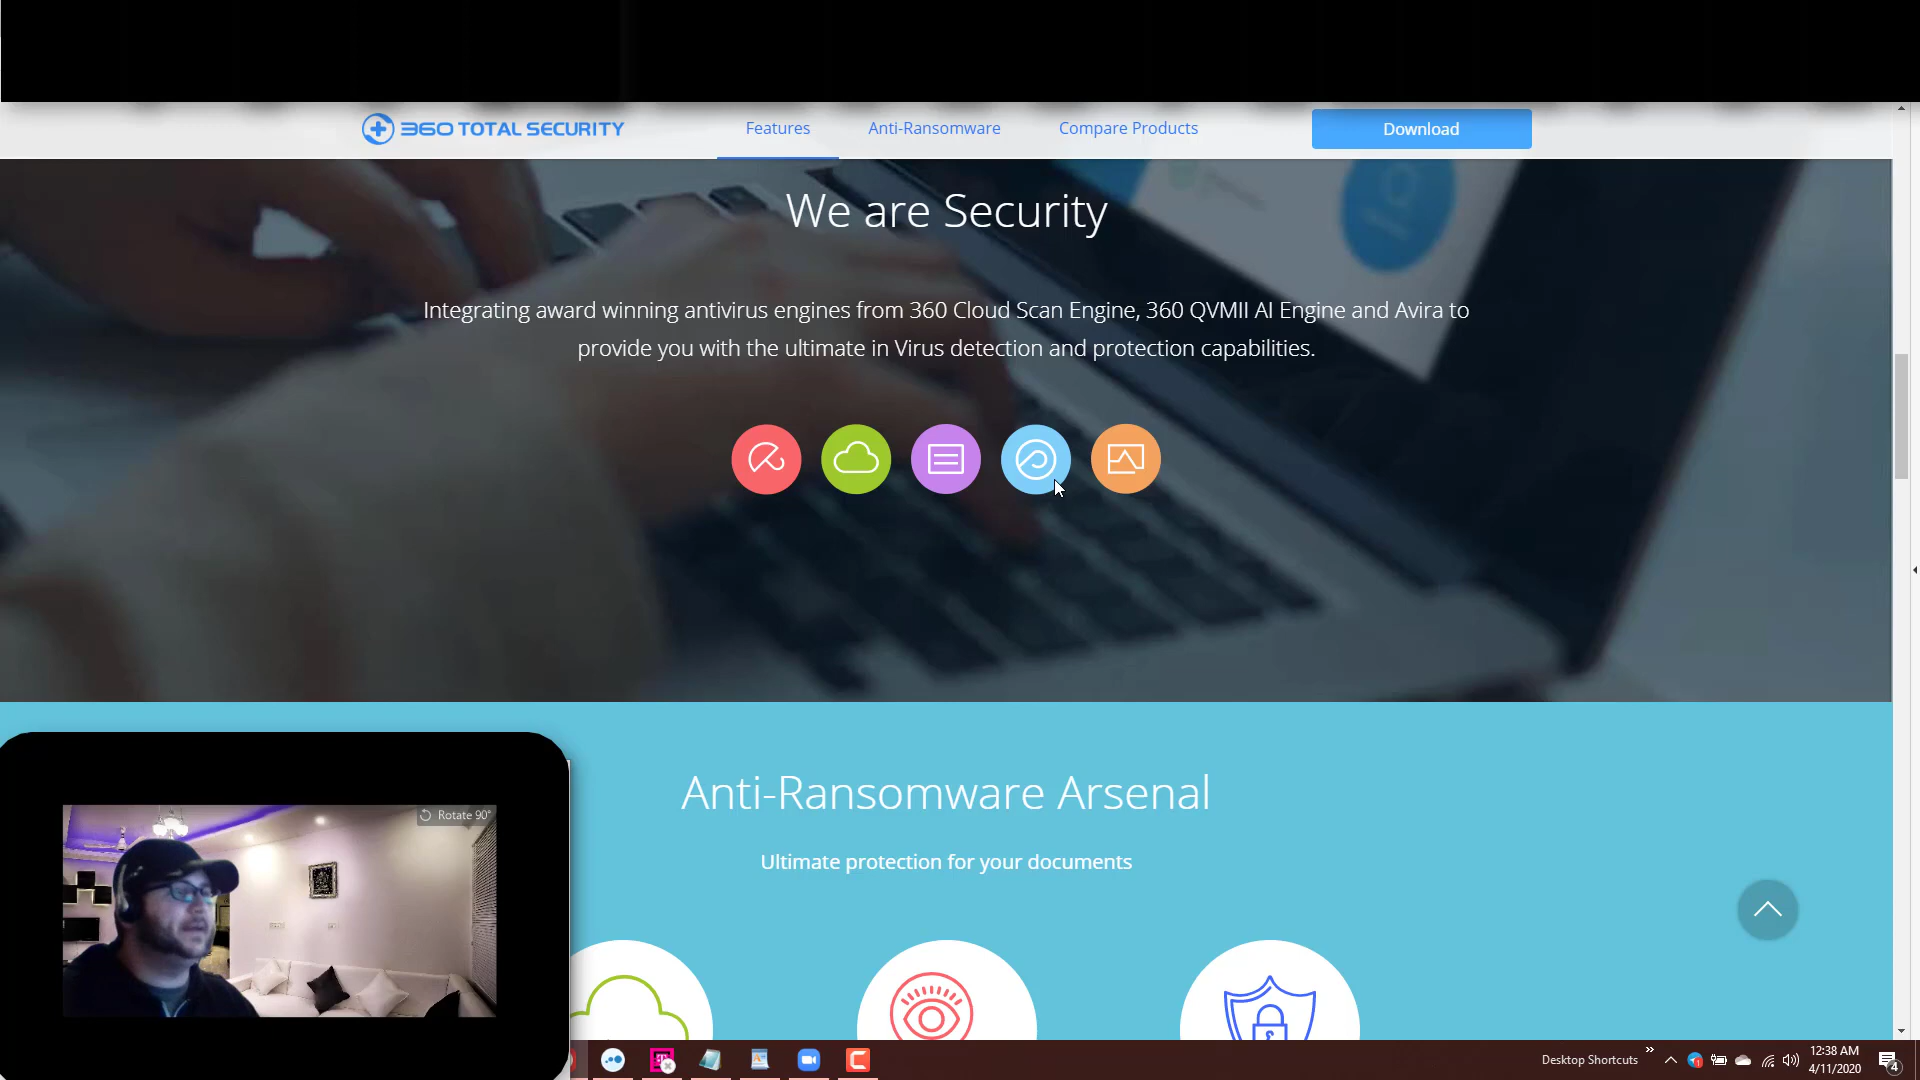 360 TOTAL SECURITY
Features
Anti-Ransomware
Compare Products
Download
We are Security
Integrating award winning antivirus engines from 360 Cloud Scan Engine, 360 QVMII AI Engine and Avira to
provide you with the ultimate in Virus detection and protection capabilities.
Anti-Ransomware Arsenal
Ultimate protection for your documents
Rotate 90°
Desktop Shortcuts
12:38 AM
4/11/2020
4